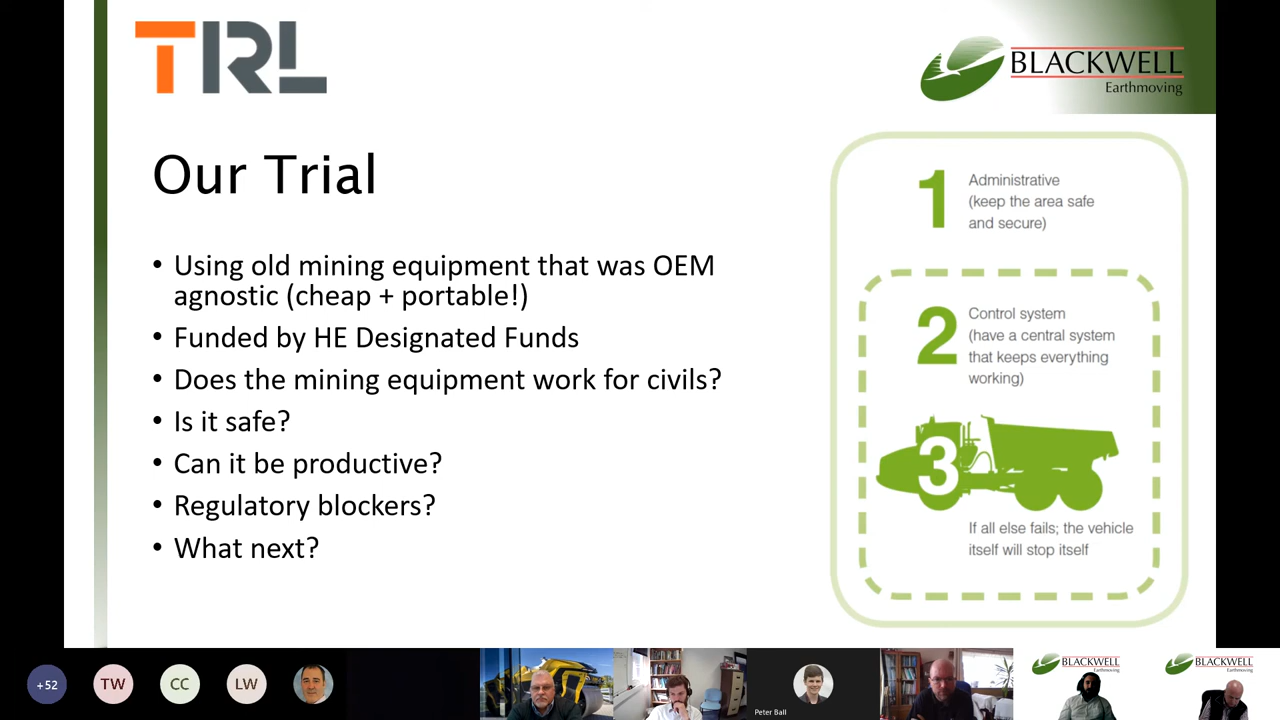 TRL
BLACKWELL
Earthmoving
Our Trial
• Using old mining equipment that was OEM
agnostic (cheap + portable!)
• Funded by HE Designated Funds
• Does the mining equipment work for civils?
• Is it safe?
• Can it be productive?
• Regulatory blockers?
• What next?
1
Administrative
(keep the area safe
and secure)
2
Control system
(have a central system
that keeps everything
working)
3
If all else fails; the vehicle
itself will stop itself
+52
TW
CC
LW
Peter Ball
BLACKWELL
Earthmoving
BLACKWELL
Earthmoving